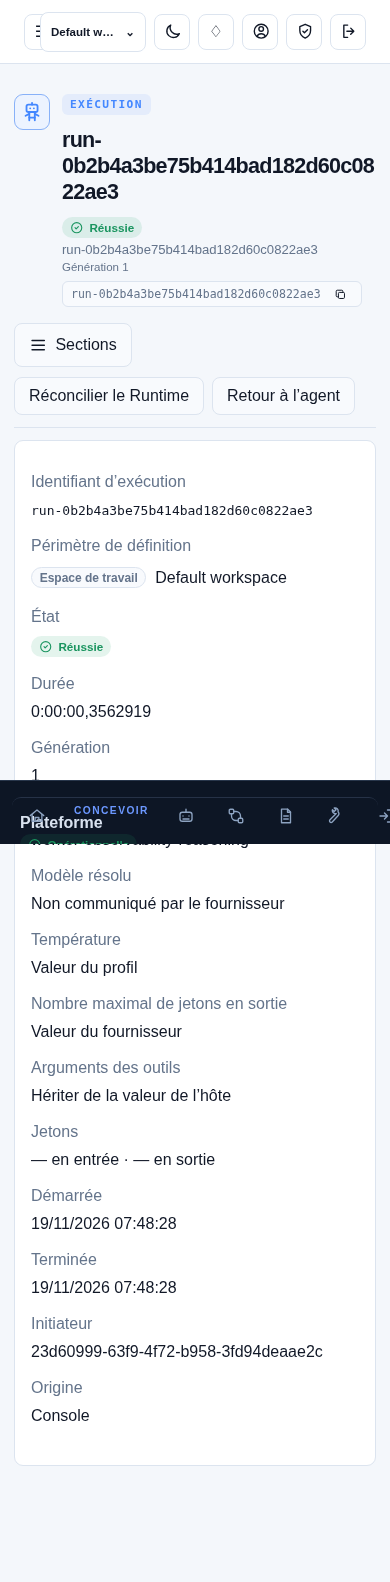 Default w…
EXÉCUTION
run-
0b2b4a3be75b414bad182d60c08
22ae3
Réussie
run-0b2b4a3be75b414bad182d60c0822ae3
Génération 1
run-0b2b4a3be75b414bad182d60c0822ae3
Sections
Réconcilier le Runtime
Retour à l’agent
Identifiant d’exécution
run-0b2b4a3be75b414bad182d60c0822ae3
Périmètre de définition
Espace de travail Default workspace
État
Réussie
Durée
0:00:00,3562919
Génération
1
CONCEVOIR
Plateforme
Modèle résolu
Non communiqué par le fournisseur
Température
Valeur du profil
Nombre maximal de jetons en sortie
Valeur du fournisseur
Arguments des outils
Hériter de la valeur de l’hôte
Jetons
— en entrée · — en sortie
Démarrée
19/11/2026 07:48:28
Terminée
19/11/2026 07:48:28
Initiateur
23d60999-63f9-4f72-b958-3fd94deaae2c
Origine
Console